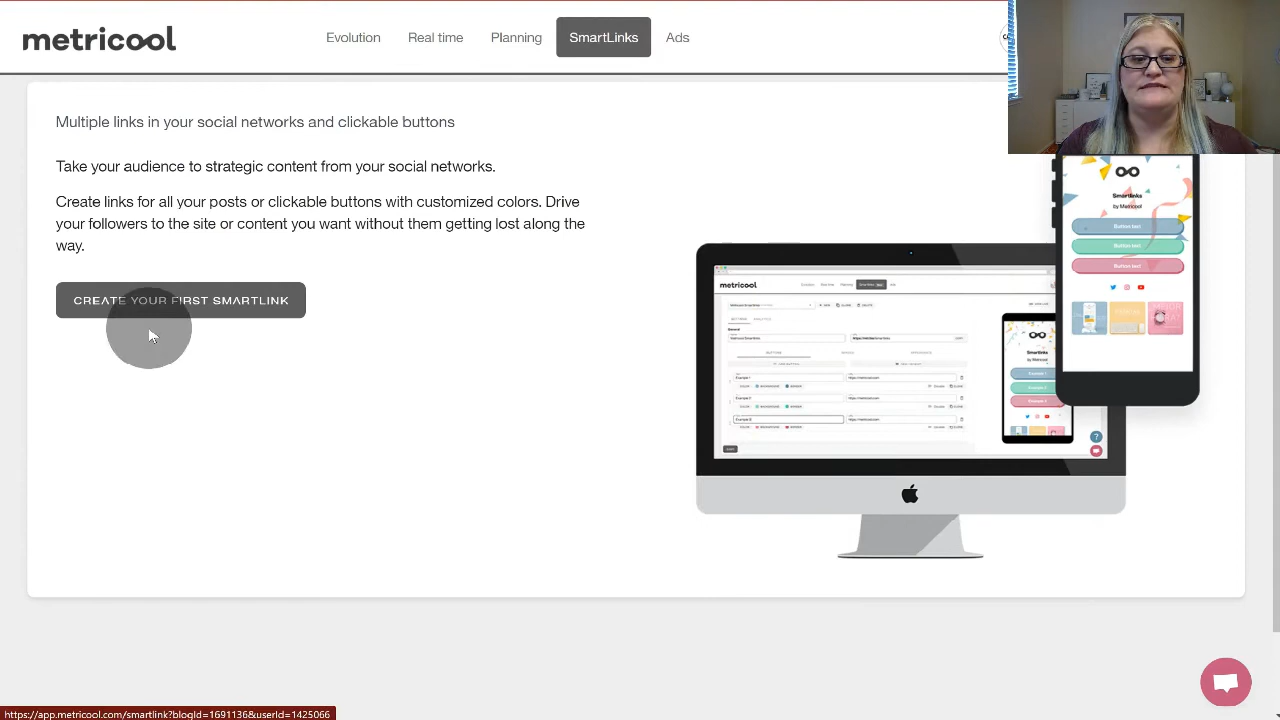 metricool
Evolution
Real time
Planning
SmartLinks
Ads
Multiple links in your social networks and clickable buttons
Take your audience to strategic content from your social networks.
Create links for all your posts or clickable buttons with customized colors. Drive
your followers to the site or content you want without them getting lost along the
way.
CREATE YOUR FIRST SMARTLINK
Smartlinks
by Metricool
Button text
Button text
Button text
metricool
https://app.metricool.com/smartlink?blogId=1691136&userId=1425066